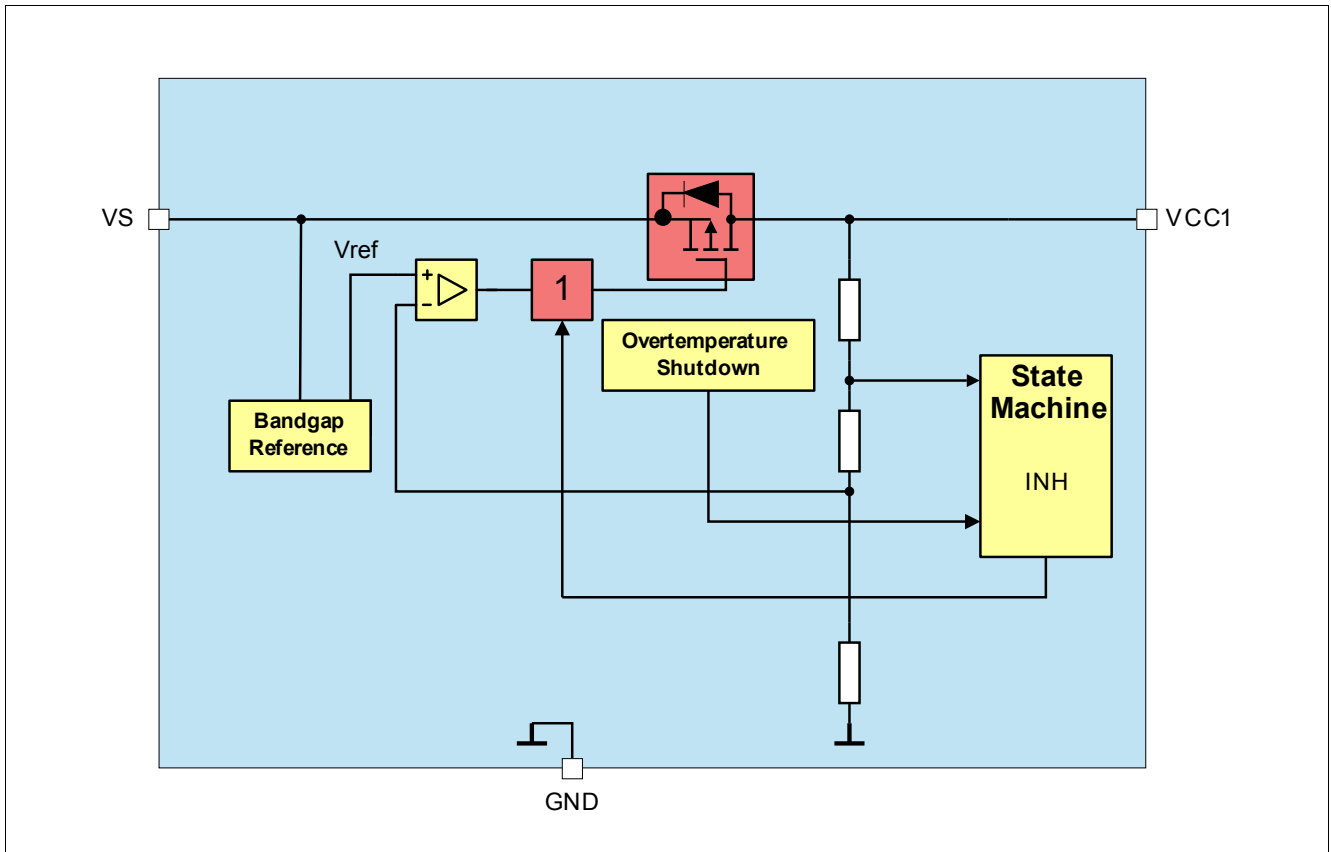 VS
VCC1
Vref
+
-
1
Overtemperature
Shutdown
State
Machine
INH
Bandgap
Reference
GND